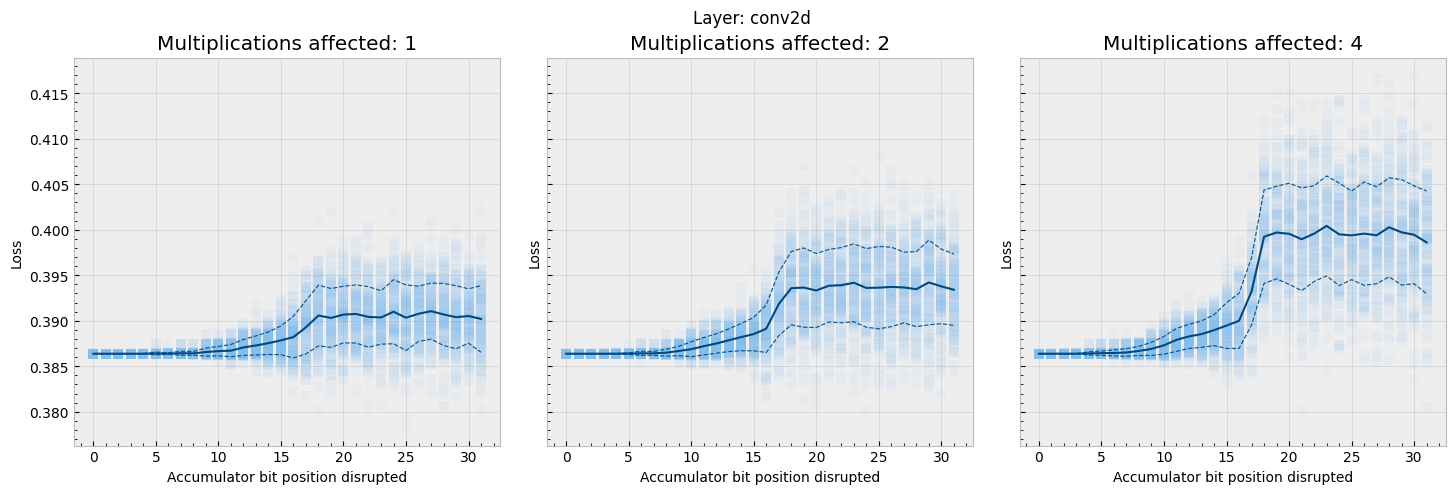 Layer: conv2d
Multiplications affected: 1
Multiplications affected: 2
Multiplications affected: 4
0.415
0.410
0.405
0.400
0.395
0.390
0.385
0.380
Loss
Loss
Loss
0 5 10 15 20 25 30
0 5 10 15 20 25 30
0 5 10 15 20 25 30
Accumulator bit position disrupted
Accumulator bit position disrupted
Accumulator bit position disrupted